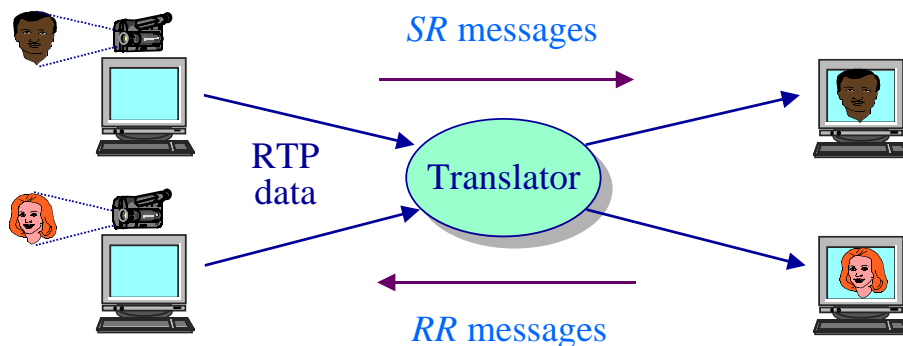 SR messages
RTP
data
Translator
RR messages